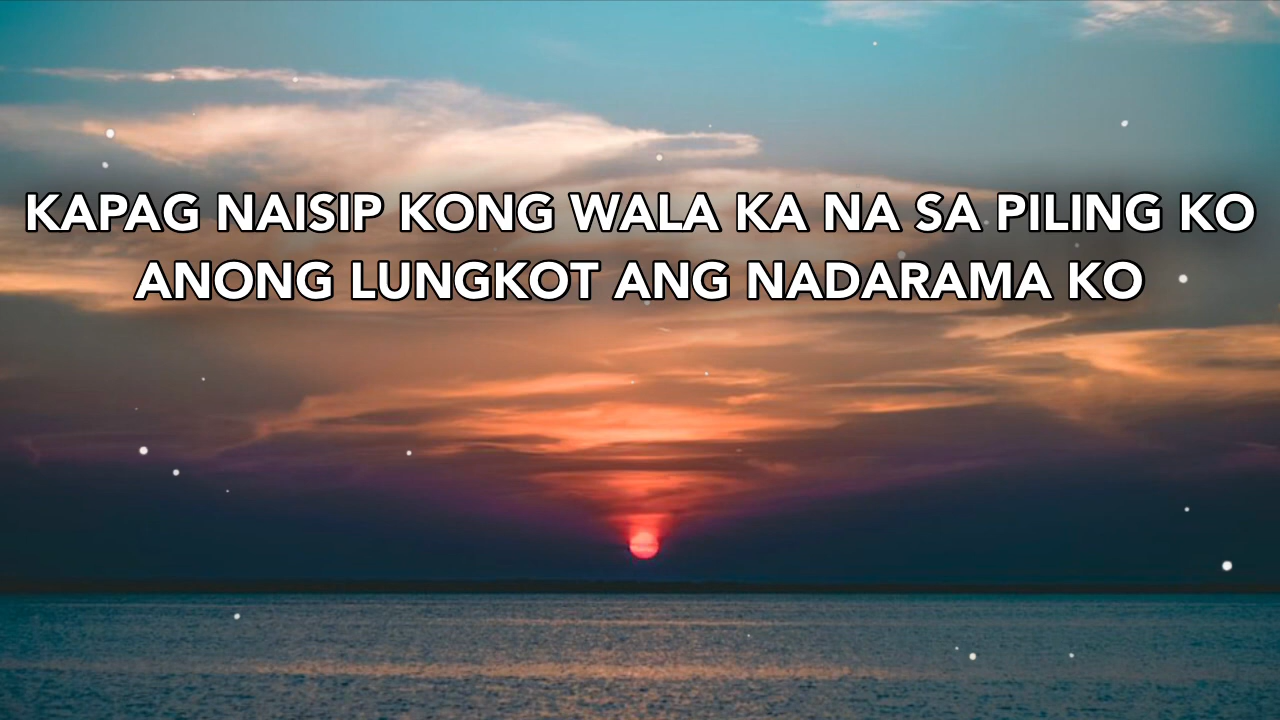 KAPAG NAISIP KONG WALA KA NA SA PILING KO
ANONG LUNGKOT ANG NADARAMA KO